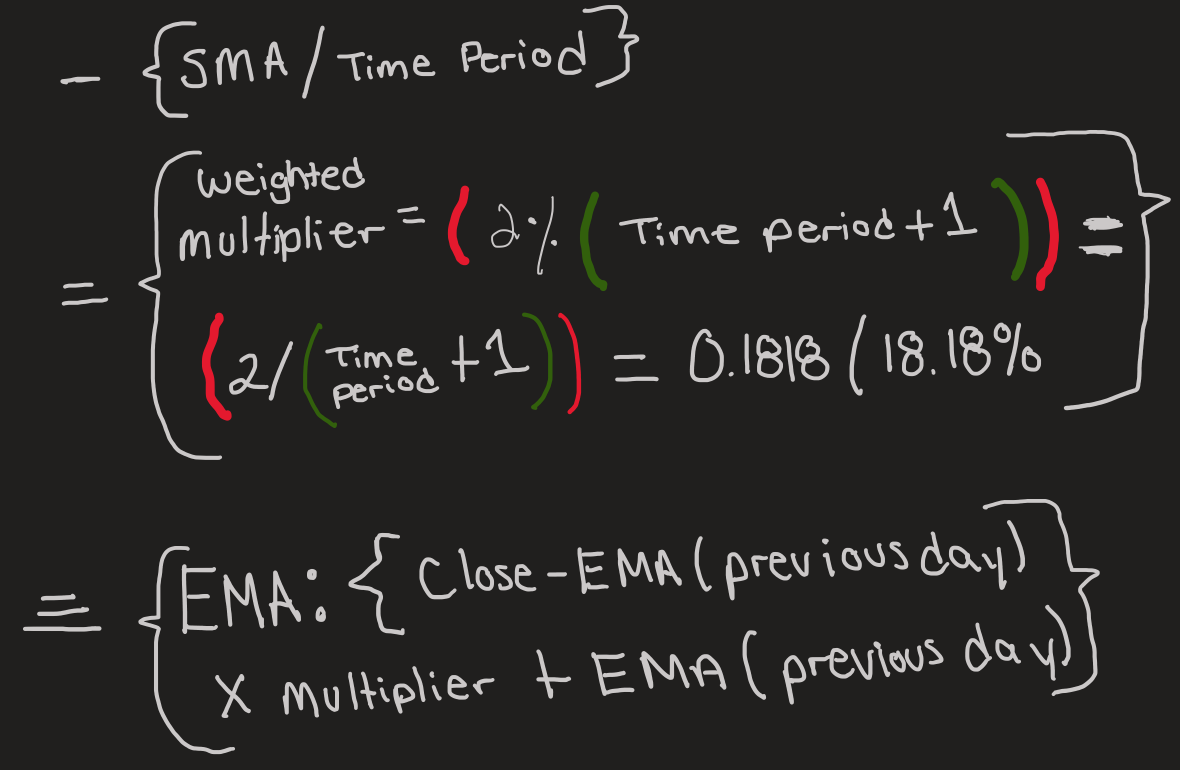 - {SMA / Time Period}
weighted
multiplier = (2% (Time period + 1)) =
= {
(2/(Time period + 1)) = 0.1818 (18.18%
}
= {EMA: {Close - EMA (previous day)
x multiplier + EMA (previous day)}